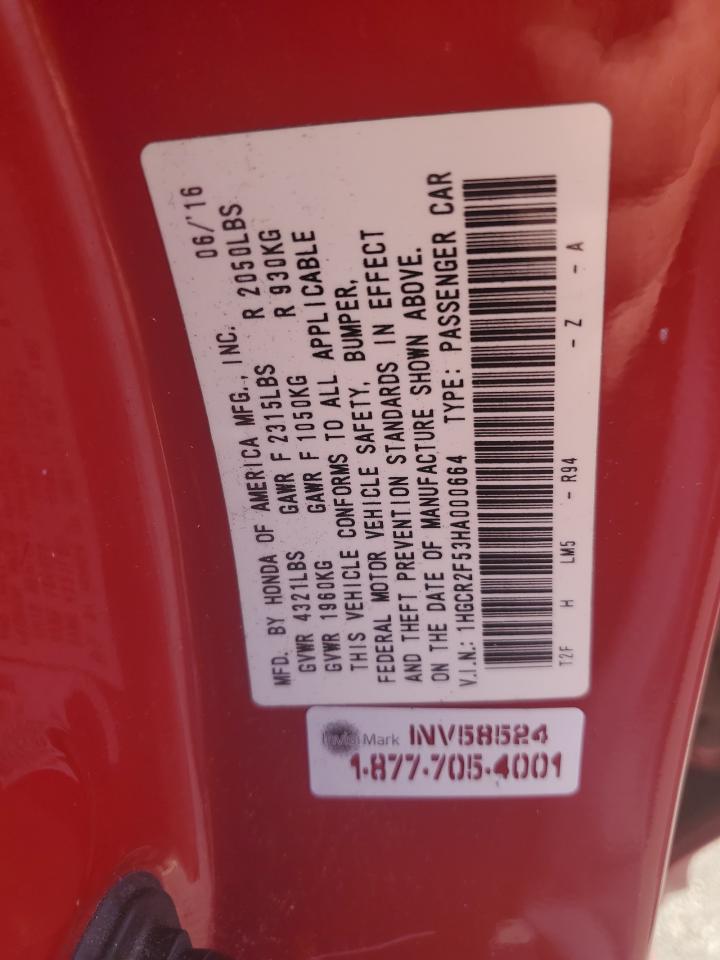 06/'16
MFD. BY HONDA OF AMERICA MFG., INC.
GVWR 4321LBS GAWR F 2315LBS R 2050LBS
GVWR 1960KG GAWR F 1050KG R 930KG
THIS VEHICLE CONFORMS TO ALL APPLICABLE
FEDERAL MOTOR VEHICLE SAFETY, BUMPER,
AND THEFT PREVENTION STANDARDS IN EFFECT
ON THE DATE OF MANUFACTURE SHOWN ABOVE.
V.I.N.: 1HGCR2F53HA000664 TYPE: PASSENGER CAR
T2F H LM5 - R94 - Z - A
Mark INV58524
1-877-705-4001